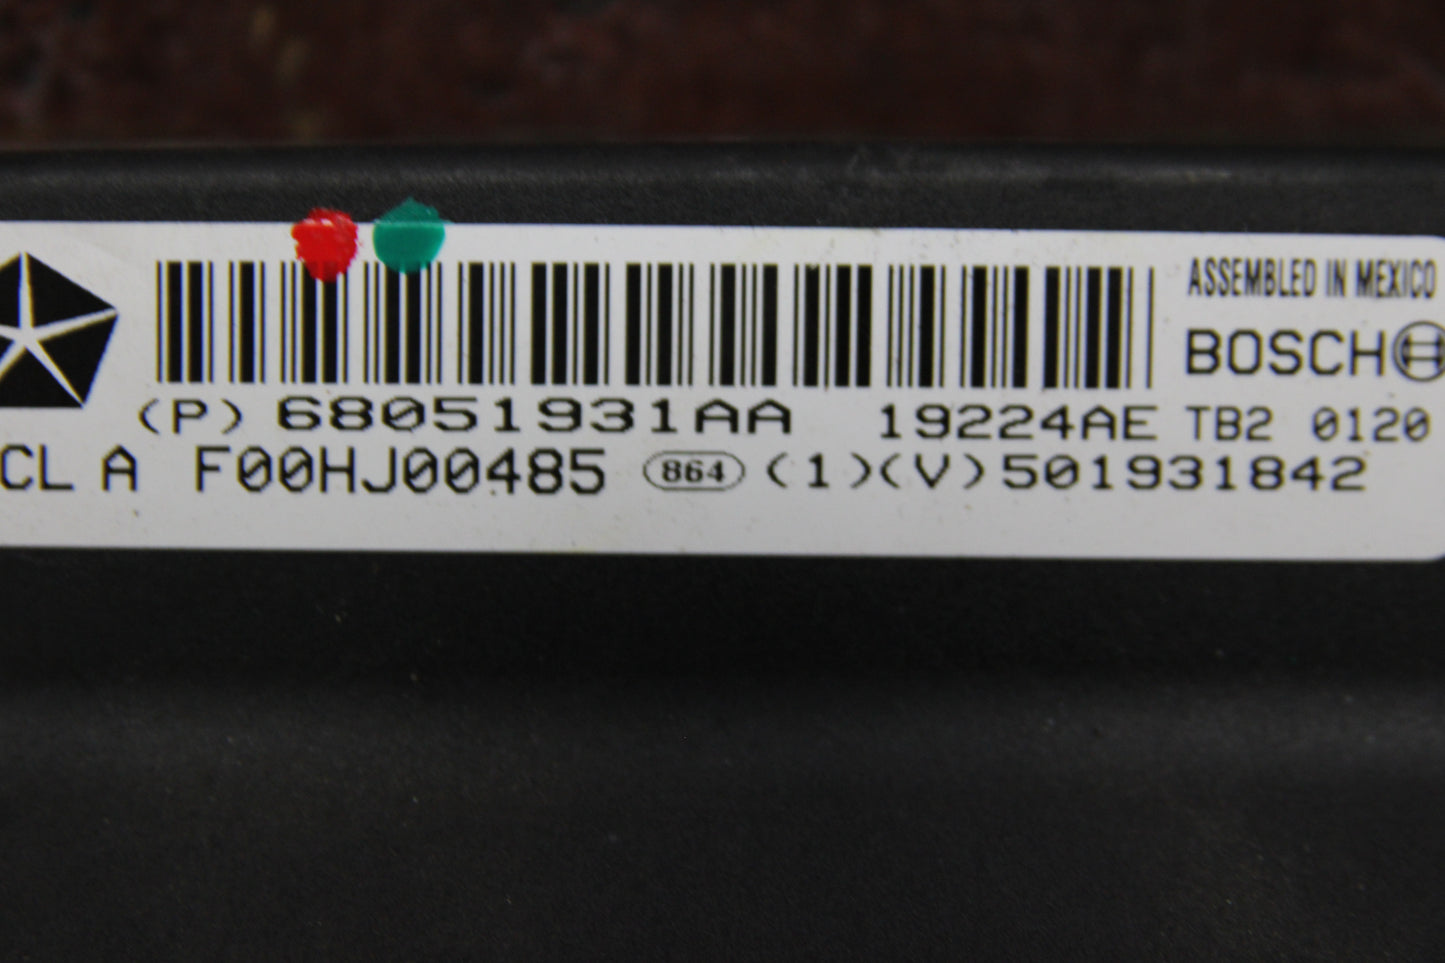 ASSEMBLED IN MEXICO
BOSCH
(P) 68051931AA 19224AE TB2 0120
CL A F00HJ00485 864 (1)(V)501931842